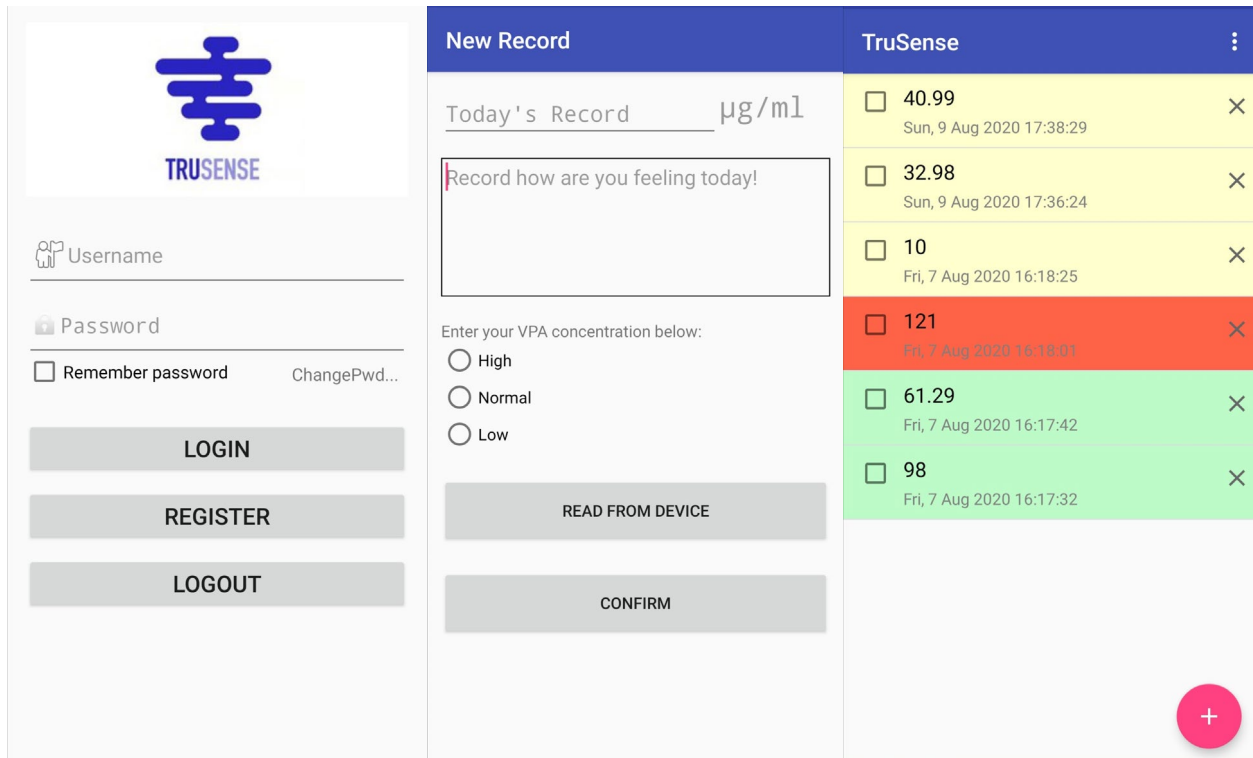 TRUSENSE
Username
Password
Remember password ChangePwd...
LOGIN
REGISTER
LOGOUT
New Record
Today's Record µg/ml
Record how are you feeling today!
Enter your VPA concentration below:
High
Normal
Low
READ FROM DEVICE
CONFIRM
TruSense
40.99
Sun, 9 Aug 2020 17:38:29
32.98
Sun, 9 Aug 2020 17:36:24
10
Fri, 7 Aug 2020 16:18:25
121
Fri, 7 Aug 2020 16:18:01
61.29
Fri, 7 Aug 2020 16:17:42
98
Fri, 7 Aug 2020 16:17:32